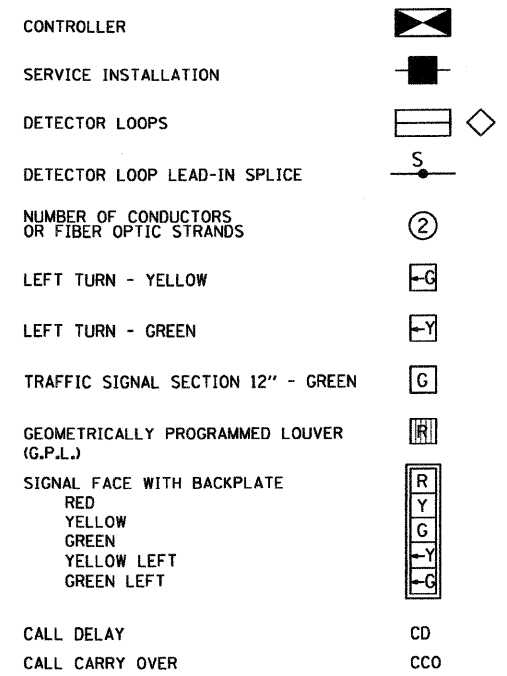 CONTROLLER
SERVICE INSTALLATION
DETECTOR LOOPS
DETECTOR LOOP LEAD-IN SPLICE S
NUMBER OF CONDUCTORS
OR FIBER OPTIC STRANDS 2
LEFT TURN - YELLOW ←G
LEFT TURN - GREEN ←Y
TRAFFIC SIGNAL SECTION 12" - GREEN G
GEOMETRICALLY PROGRAMMED LOUVER R
(G.P.L.)
SIGNAL FACE WITH BACKPLATE R
RED Y
YELLOW
GREEN G
YELLOW LEFT ←Y
GREEN LEFT ←G
CALL DELAY CD
CALL CARRY OVER CCO